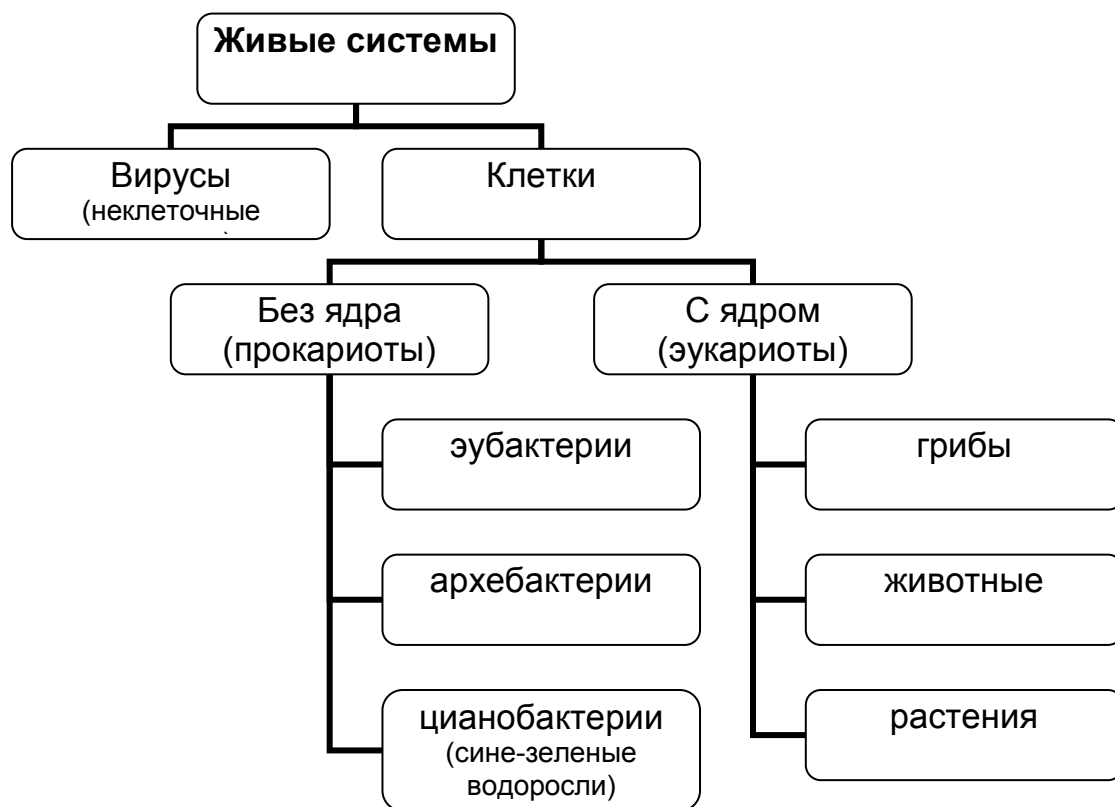 Живые системы
Вирусы
(неклеточные
Клетки
Без ядра
(прокариоты)
С ядром
(эукариоты)
эубактерии
грибы
архебактерии
животные
цианобактерии
(сине-зеленые
водоросли)
растения